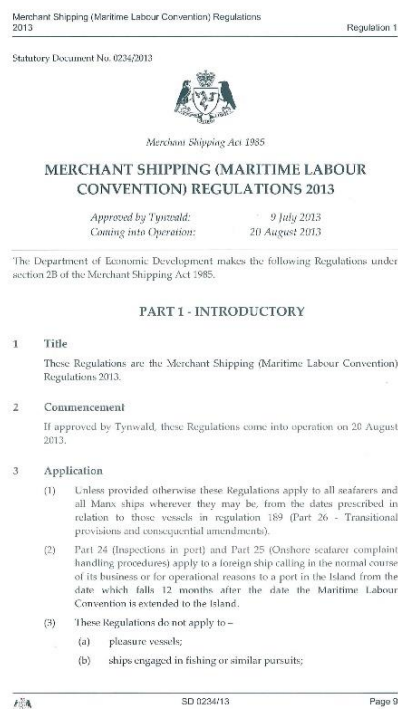 Merchant Shipping (Maritime Labour Convention) Regulations
2013
Regulation 1
Statutory Document No. 0234/2013
Merchant Shipping Act 1985
MERCHANT SHIPPING (MARITIME LABOUR
CONVENTION) REGULATIONS 2013
Approved by Tynwald: 9 July 2013
Coming into Operation: 20 August 2013
The Department of Economic Development makes the following Regulations under
section 2B of the Merchant Shipping Act 1985.
PART 1 - INTRODUCTORY
1 Title
These Regulations are the Merchant Shipping (Maritime Labour Convention)
Regulations 2013.
2 Commencement
If approved by Tynwald, these Regulations come into operation on 20 August
2013.
3 Application
(1) Unless provided otherwise these Regulations apply to all seafarers and
all Manx ships wherever they may be, from the dates prescribed in
relation to those vessels in regulation 189 (Part 26 - Transitional
provisions and consequential amendments).
(2) Part 24 (Inspections in port) and Part 25 (Onshore seafarer complaint
handling procedures) apply to a foreign ship calling in the normal course
of its business or for operational reasons to a port in the Island from the
date which falls 12 months after the date the Maritime Labour
Convention is extended to the Island.
(3) These Regulations do not apply to –
(a) pleasure vessels;
(b) ships engaged in fishing or similar pursuits;
SD 0234/13
Page 9